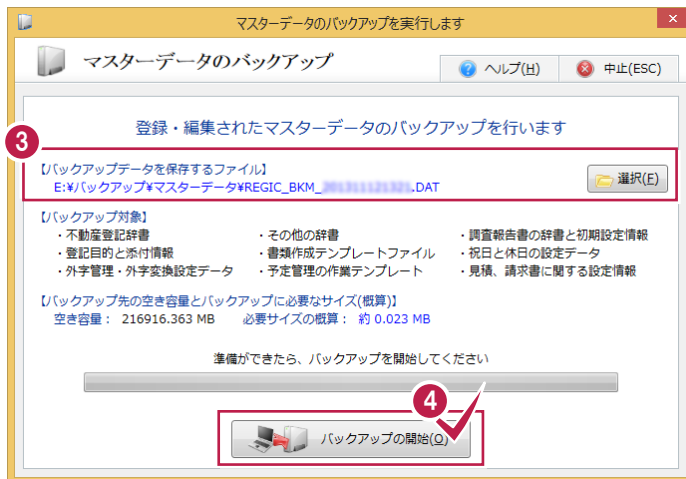 マスターデータのバックアップを実行します
マスターデータのバックアップ
ヘルプ(H)
中止(ESC)
登録・編集されたマスターデータのバックアップを行います
3
【バックアップデータを保存するファイル】
E:¥バックアップ¥マスターデータ¥REGIC_BKM_ .DAT
選択(F)
【バックアップ対象】
・不動産登記辞書 ・その他の辞書 ・調査報告書の辞書と初期設定情報
・登記目的と添付情報 ・書類作成テンプレートファイル ・祝日と休日の設定データ
・外字管理・外字変換設定データ ・予定管理の作業テンプレート ・見積、請求書に関する設定情報
【バックアップ先の空き容量とバックアップに必要なサイズ(概算)】
空き容量： 216916.363 MB 必要サイズの概算： 約 0.023 MB
準備ができたら、バックアップを開始してください
4
バックアップの開始(O)